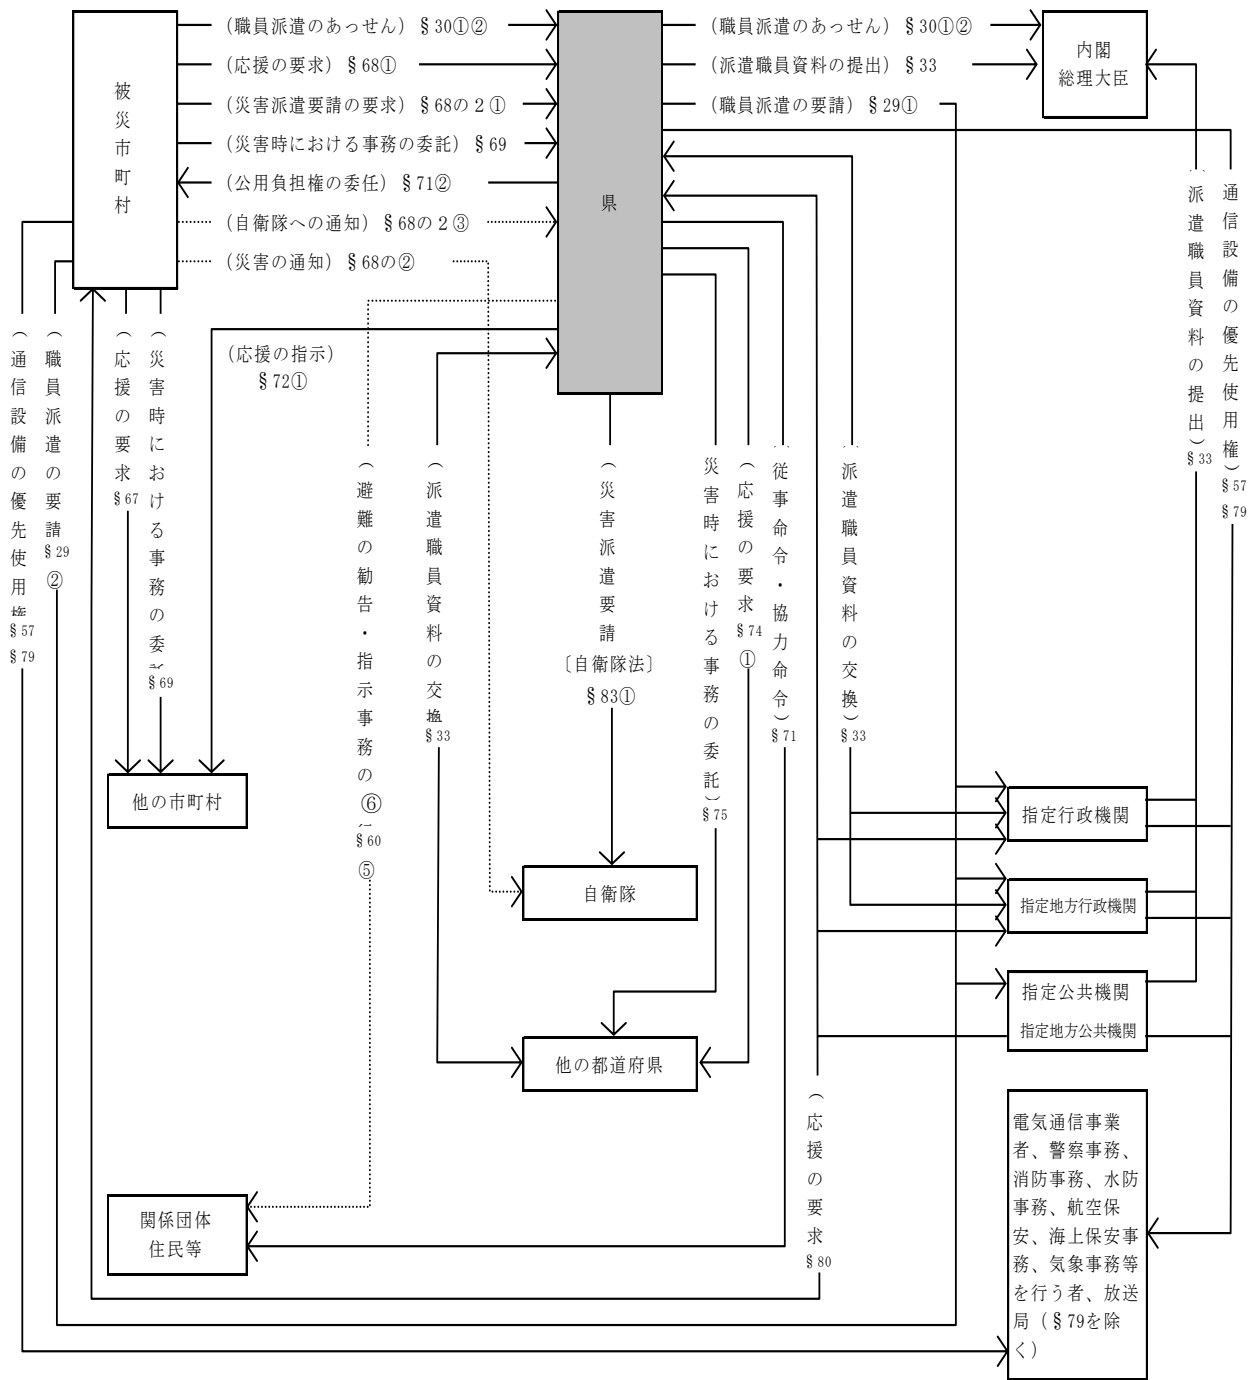 被災市町村
(職員派遣のあっせん) §30①②
(応援の要求) §68①
(災害派遣要請の要求) §68の2①
(災害時における事務の委託) §69
(公用負担権の委任) §71②
(自衛隊への通知) §68の2③
(災害の通知) §68の②
県
(職員派遣のあっせん) §30①②
(派遣職員資料の提出) §33
(職員派遣の要請) §29①
内閣
総理大臣
(派遣職員資料の提出) §33
通信設備の優先使用権) §57
§79
(通信設備の優先使用権
§57
§79
(職員派遣の要請 §29
②
(応援の要求 §67
(災害時における事務の委
§69
(応援の指示)
§72①
(避難の勧告・指示事務の
⑥
§60
⑤
(派遣職員資料の交換
§33
(災害派遣要請
〔自衛隊法〕
§83①
災害時における事務の委託)
§75
(応援の要求 §74
①
従事命令・協力命令)
§71
派遣職員資料の交換)
§33
他の市町村
自衛隊
他の都道府県
指定行政機関
指定地方行政機関
指定公共機関
指定地方公共機関
(応援の要求
§80
関係団体
住民等
電気通信事業
者、警察事務、
消防事務、水防
事務、航空保
安、海上保安事
務、気象事務等
を行う者、放送
局(§79を除
く)